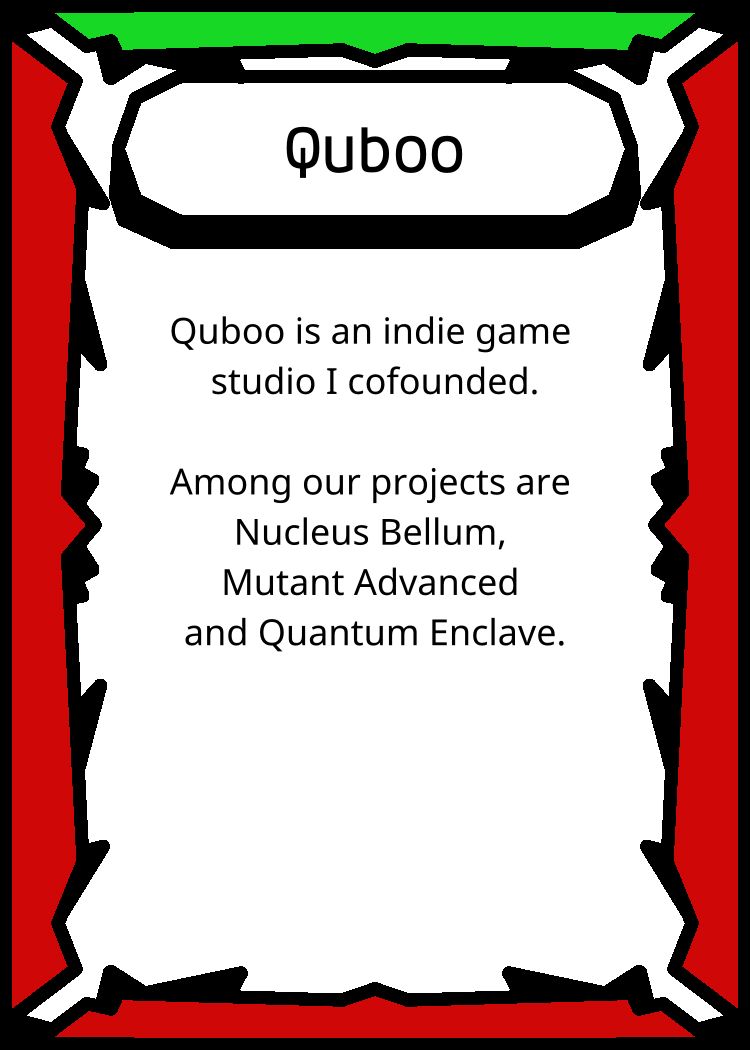 Quboo
Quboo is an indie game
studio I cofounded.
Among our projects are
Nucleus Bellum,
Mutant Advanced
and Quantum Enclave.